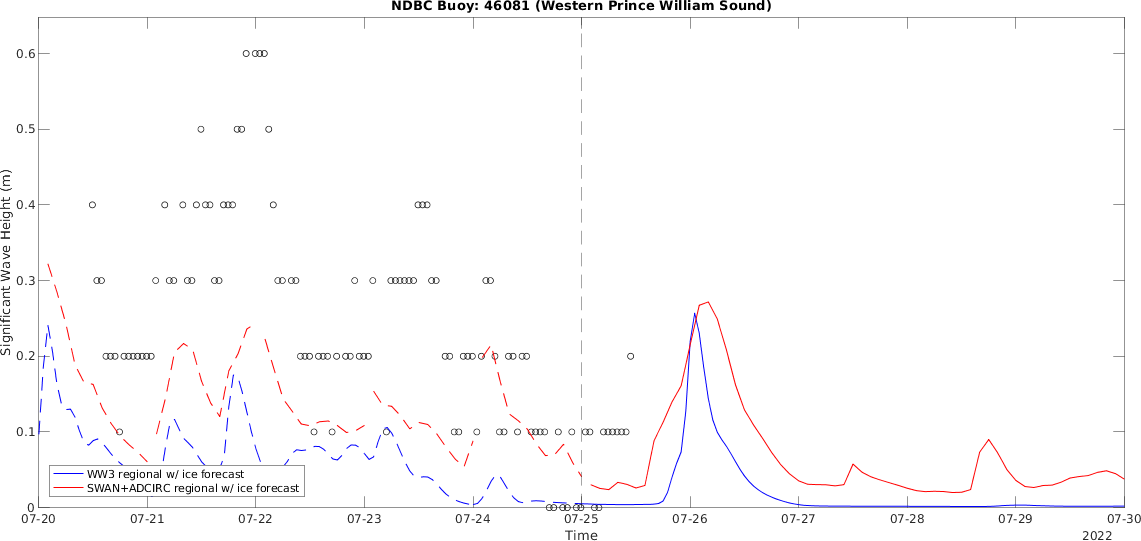 NDBC Buoy: 46081 (Western Prince William Sound)
Significant Wave Height (m)
0.6
0.5
0.4
0.3
0.2
0.1
0
WW3 regional w/ ice forecast
SWAN+ADCIRC regional w/ ice forecast
07-20 07-21 07-22 07-23 07-24 07-25 07-26 07-27 07-28 07-29 07-30
Time
2022